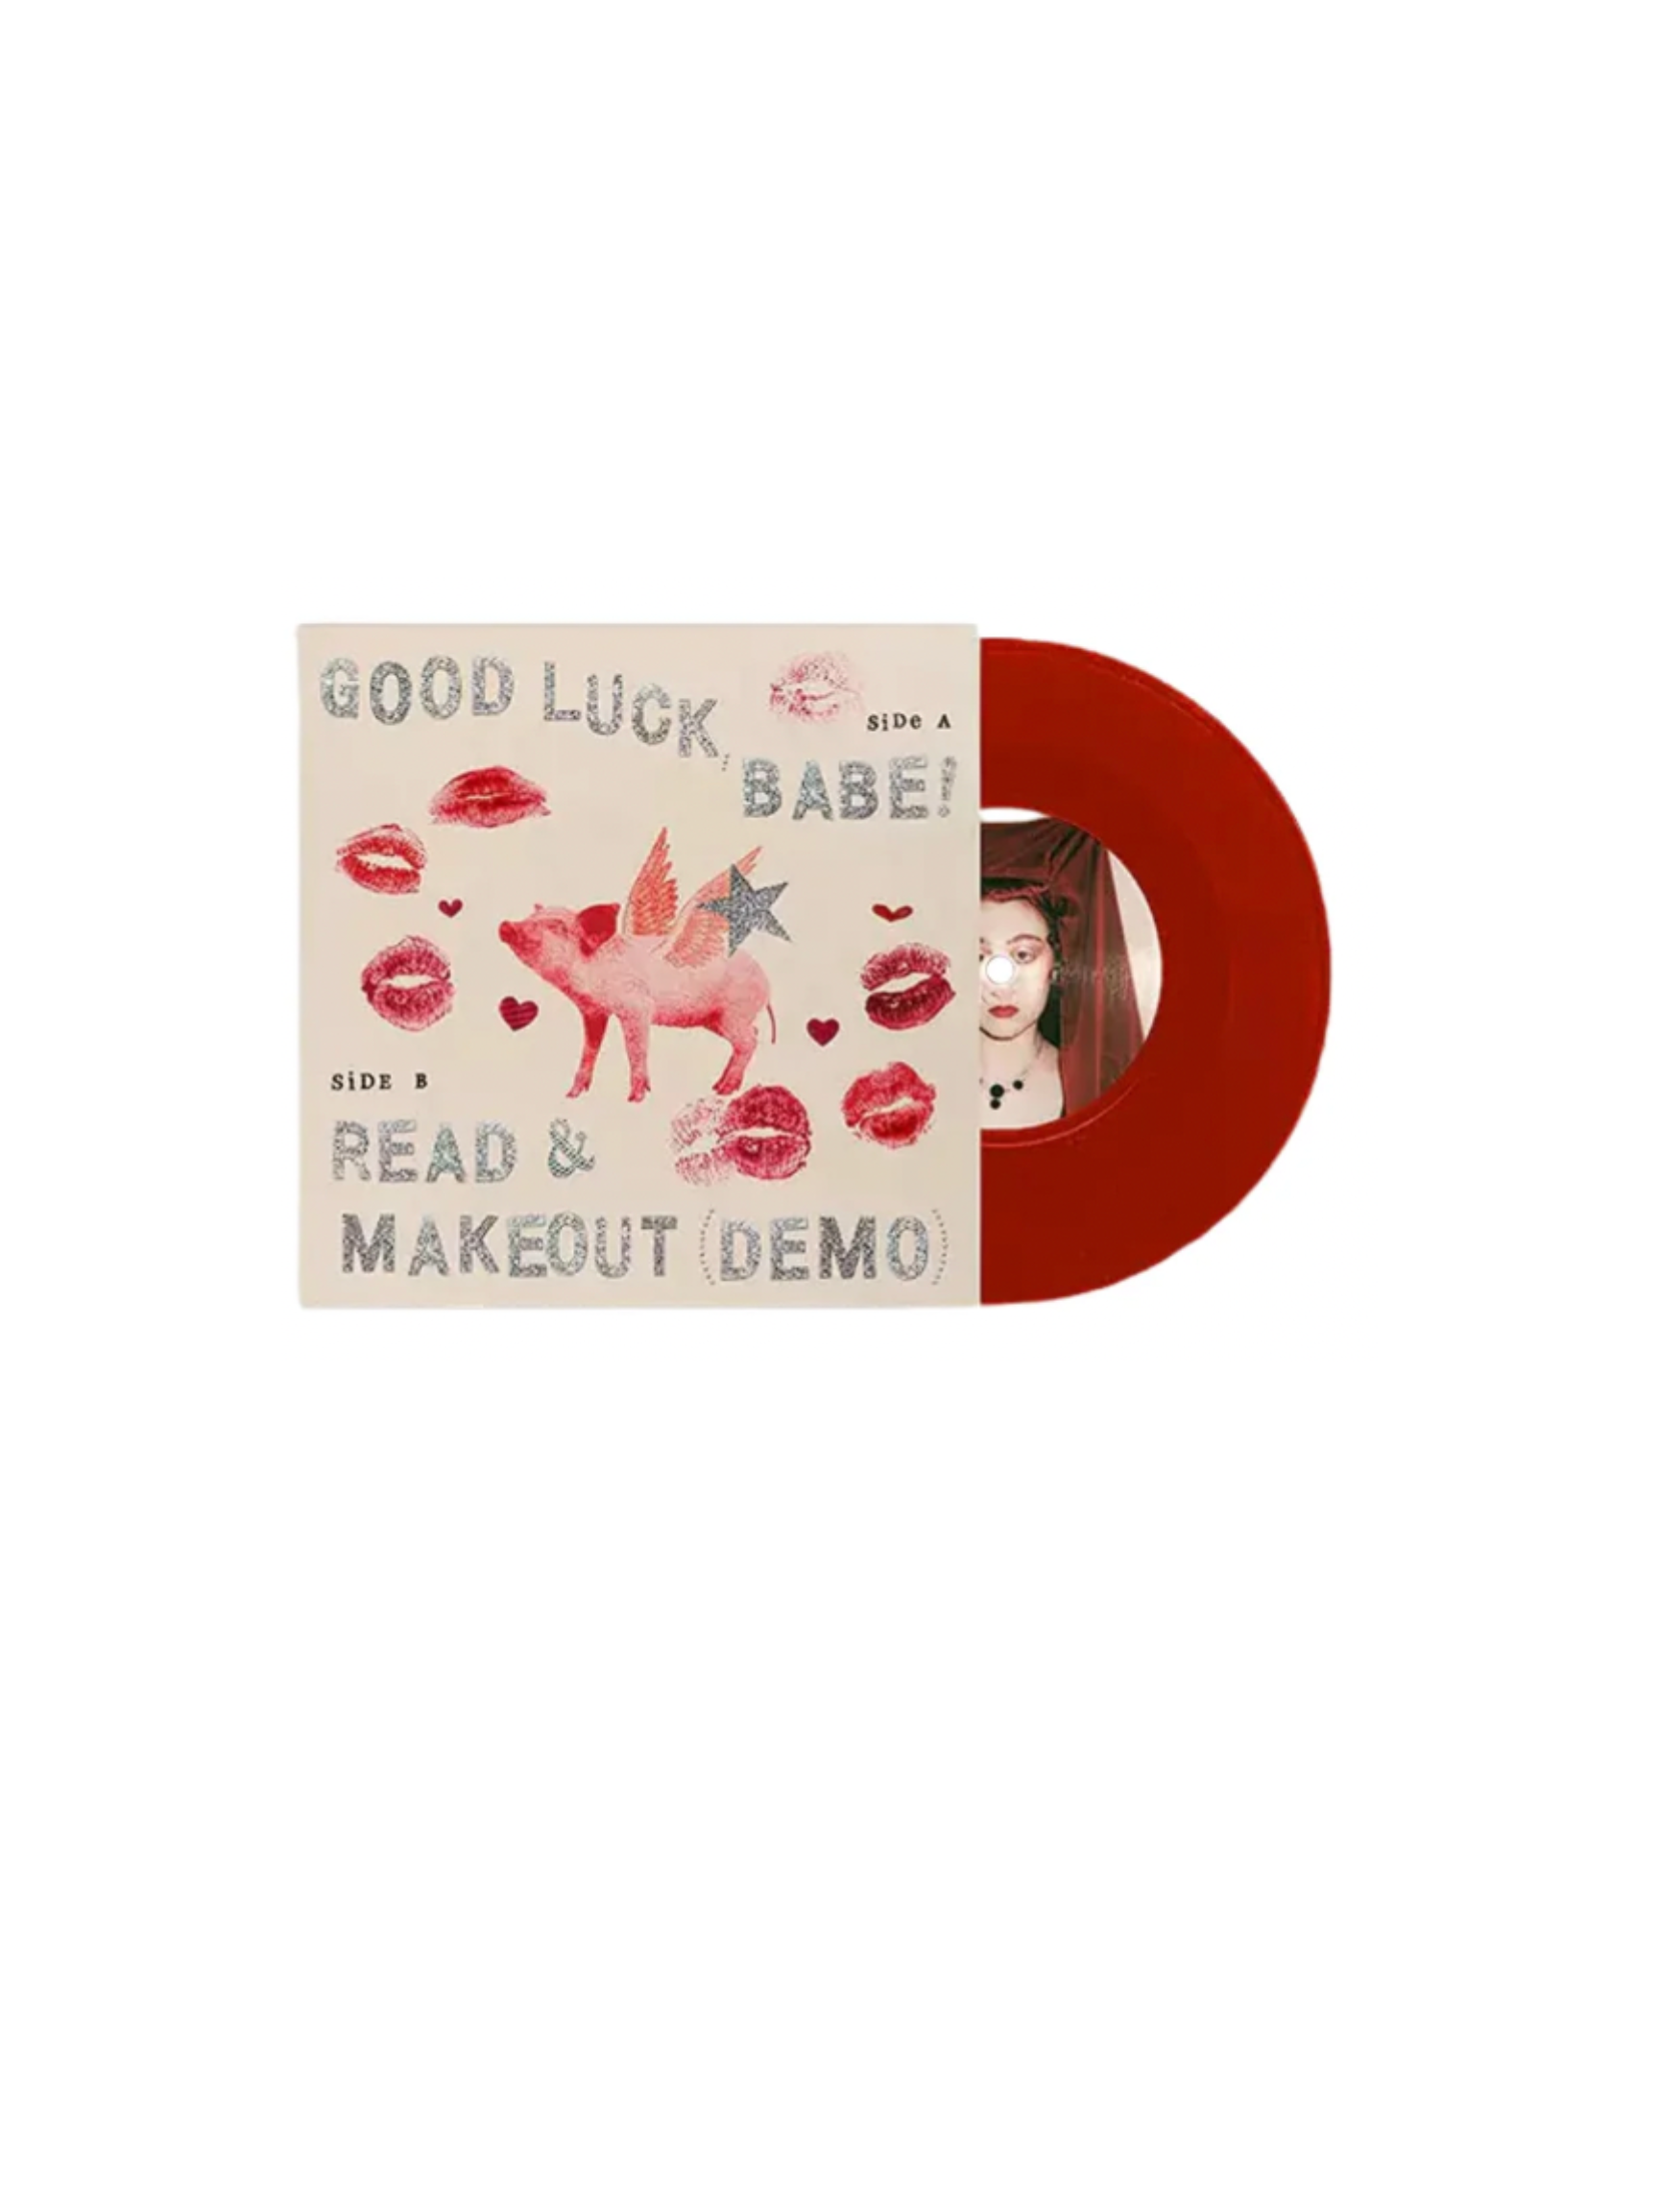 GOOD LUCK,
SiDe A
BABE!
SiDE B
READ &
MAKEOUT (DEMO)